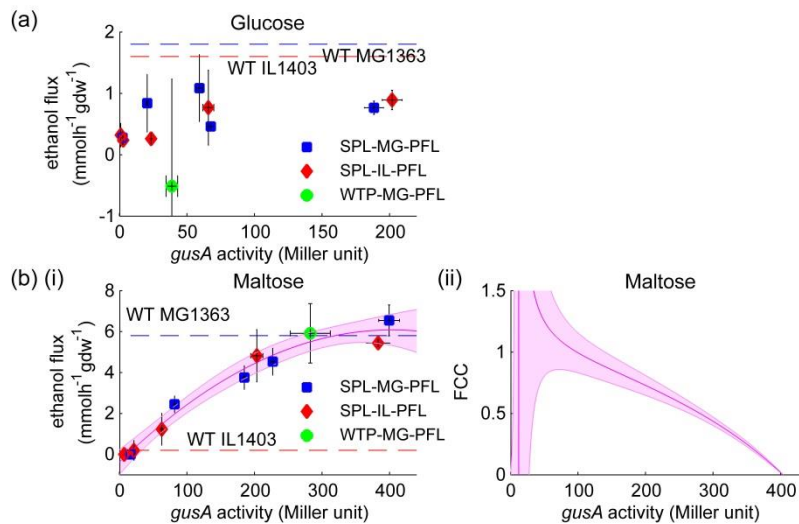 (a)
Glucose
2
1
0
-1
ethanol flux
(mmolh⁻¹gdw⁻¹)
WT IL1403
WT MG1363
SPL-MG-PFL
SPL-IL-PFL
WTP-MG-PFL
0 50 100 150 200
gusA activity (Miller unit)
(b) (i)
Maltose
8
6
4
2
0
ethanol flux
(mmolh⁻¹gdw⁻¹)
WT MG1363
SPL-MG-PFL
SPL-IL-PFL
WTP-MG-PFL
WT IL1403
0 100 200 300 400
gusA activity (Miller unit)
(ii)
Maltose
1.5
1
0.5
0
FCC
0 100 200 300 400
gusA activity (Miller unit)